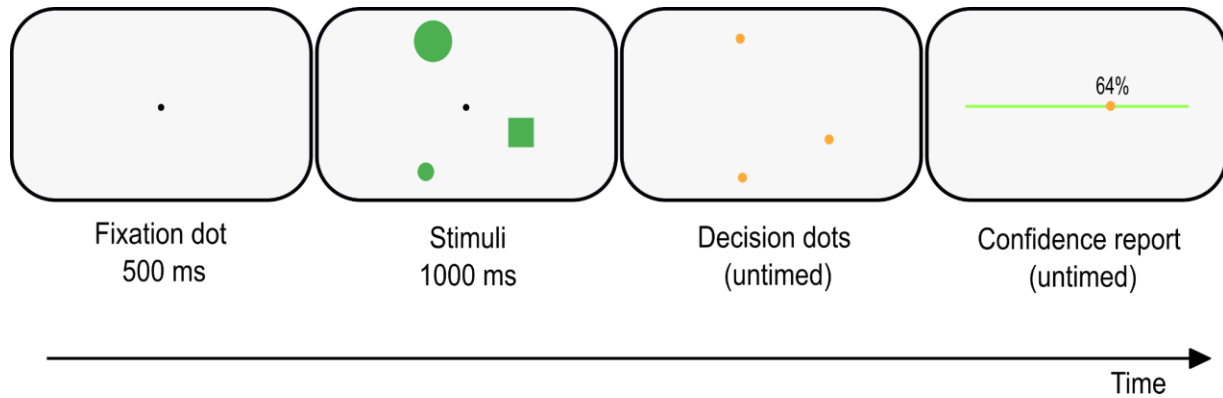 64%
Fixation dot
500 ms
Stimuli
1000 ms
Decision dots
(untimed)
Confidence report
(untimed)
Time